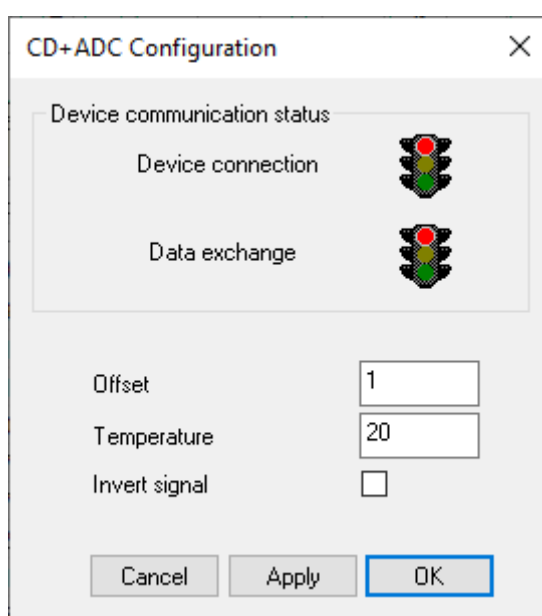 CD+ADC Configuration
Device communication status
Device connection
Data exchange
Offset 1
Temperature 20
Invert signal
Cancel Apply OK